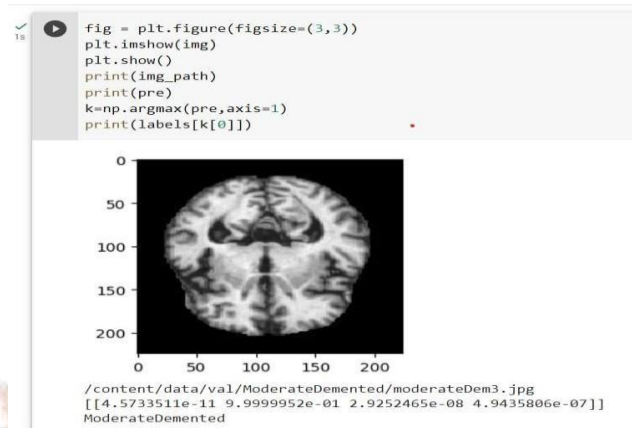 1s
fig = plt.figure(figsize=(3,3))
plt.imshow(img)
plt.show()
print(img_path)
print(pre)
k=np.argmax(pre,axis=1)
print(labels[k[0]])
0
50
100
150
200
0 50 100 150 200
/content/data/val/ModerateDemented/moderateDem3.jpg
[[4.5733511e-11 9.9999952e-01 2.9252465e-08 4.9435806e-07]]
ModerateDemented